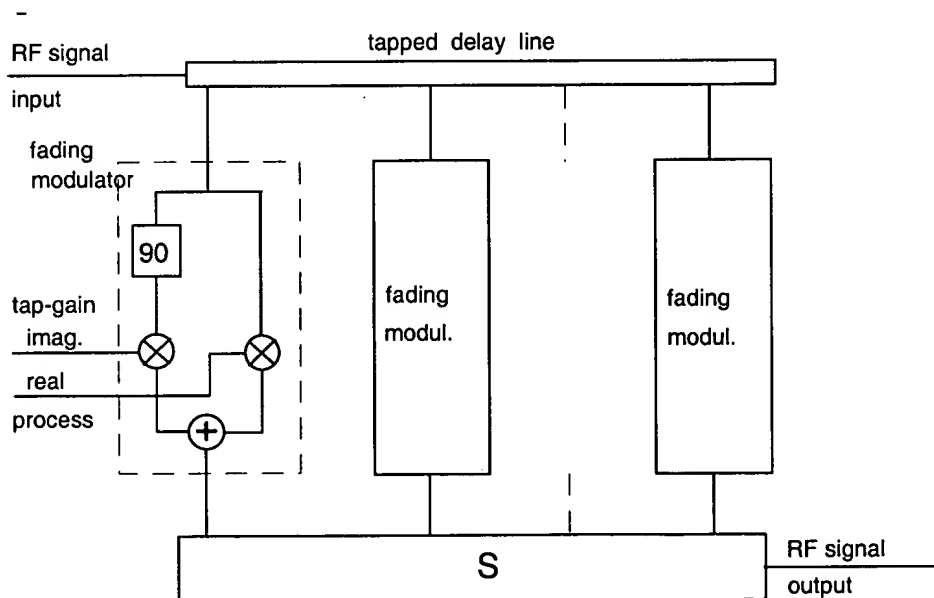 tapped delay line
RF signal
input
fading
modulator
90
tap-gain
imag.
real
process
fading
modul.
fading
modul.
S
RF signal
output